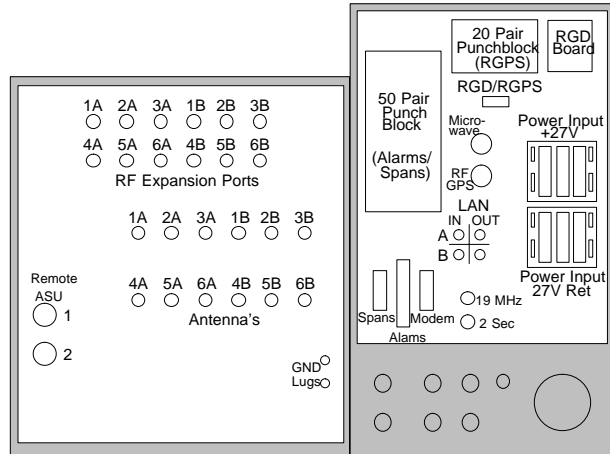 1A 2A 3A 1B 2B 3B
4A 5A 6A 4B 5B 6B
RF Expansion Ports
1A 2A 3A 1B 2B 3B
4A 5A 6A 4B 5B 6B
Antenna's
Remote
ASU
1
2
GND
Lugs
20 Pair
Punchblock
(RGPS)
RGD
Board
RGD/RGPS
50 Pair
Punch
Block
(Alarms/
Spans)
Micro-
wave
RF
GPS
Power Input
+27V
LAN
IN OUT
A
B
Power Input
27V Ret
19 MHz
2 Sec
Spans
Alams
Modem